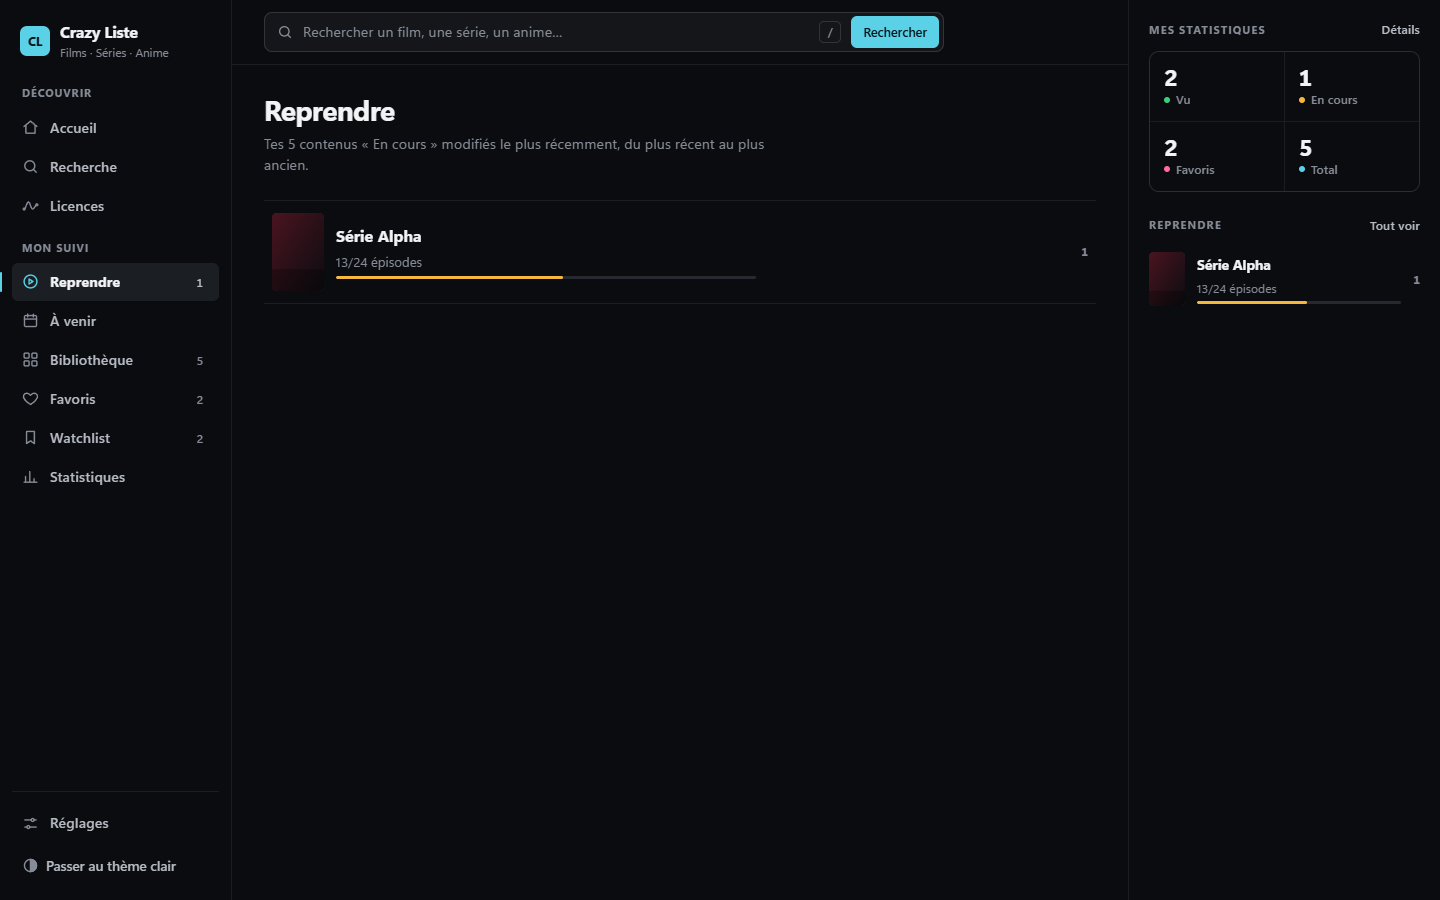 CL
Crazy Liste
Films · Séries · Anime
DÉCOUVRIR
Accueil
Recherche
Licences
MON SUIVI
Reprendre 1
À venir
Bibliothèque 5
Favoris 2
Watchlist 2
Statistiques
Réglages
Passer au thème clair
Rechercher un film, une série, un anime... / Rechercher
Reprendre
Tes 5 contenus « En cours » modifiés le plus récemment, du plus récent au plus
ancien.
Série Alpha
13/24 épisodes
1
MES STATISTIQUES Détails
2
Vu
1
En cours
2
Favoris
5
Total
REPRENDRE Tout voir
Série Alpha
13/24 épisodes
1